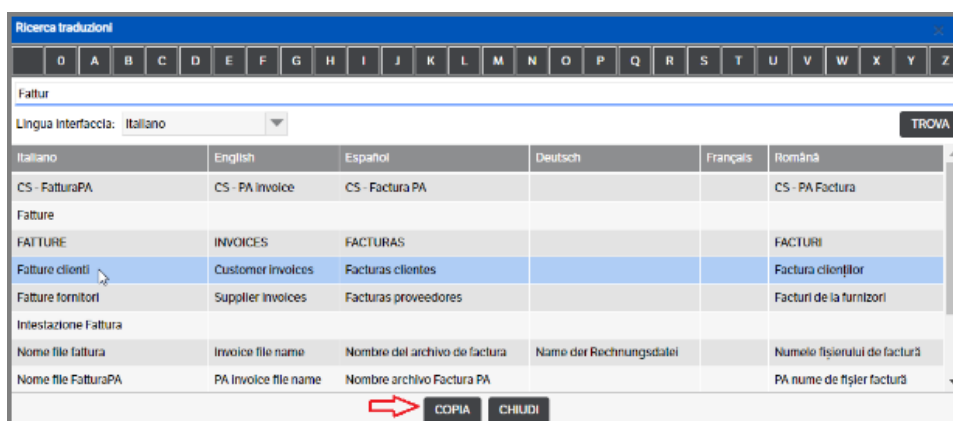 Ricerca traduzioni
0 A B C D E F G H I J K L M N O P Q R S T U V W X Y Z
Fattur
Lingua Interfaccia: Italiano
TROVA
Italiano English Español Deutsch Français Română
CS - FatturaPA CS - PA Invoice CS - Factura PA CS - PA Factura
Fatture
FATTURE INVOICES FACTURAS FACTURI
Fatture clienti Customer invoices Facturas clientes Factura clienților
Fatture fornitori Supplier invoices Facturas proveedores Facturi de la furnizori
Intestazione Fattura
Nome file fattura Invoice file name Nombre del archivo de factura Name der Rechnungsdatei Numele fișierului de factură
Nome file FatturaPA PA invoice file name Nombre archivo Factura PA PA nume de fișier factură
COPIA CHIUDI